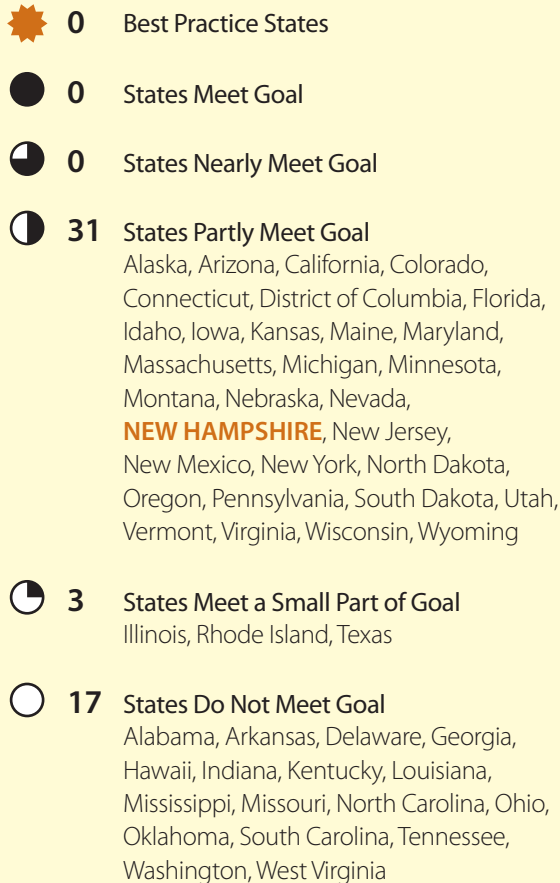 0 Best Practice States
0 States Meet Goal
0 States Nearly Meet Goal
31 States Partly Meet Goal
Alaska, Arizona, California, Colorado,
Connecticut, District of Columbia, Florida,
Idaho, Iowa, Kansas, Maine, Maryland,
Massachusetts, Michigan, Minnesota,
Montana, Nebraska, Nevada,
NEW HAMPSHIRE, New Jersey,
New Mexico, New York, North Dakota,
Oregon, Pennsylvania, South Dakota, Utah,
Vermont, Virginia, Wisconsin, Wyoming
3 States Meet a Small Part of Goal
Illinois, Rhode Island, Texas
17 States Do Not Meet Goal
Alabama, Arkansas, Delaware, Georgia,
Hawaii, Indiana, Kentucky, Louisiana,
Mississippi, Missouri, North Carolina, Ohio,
Oklahoma, South Carolina, Tennessee,
Washington, West Virginia